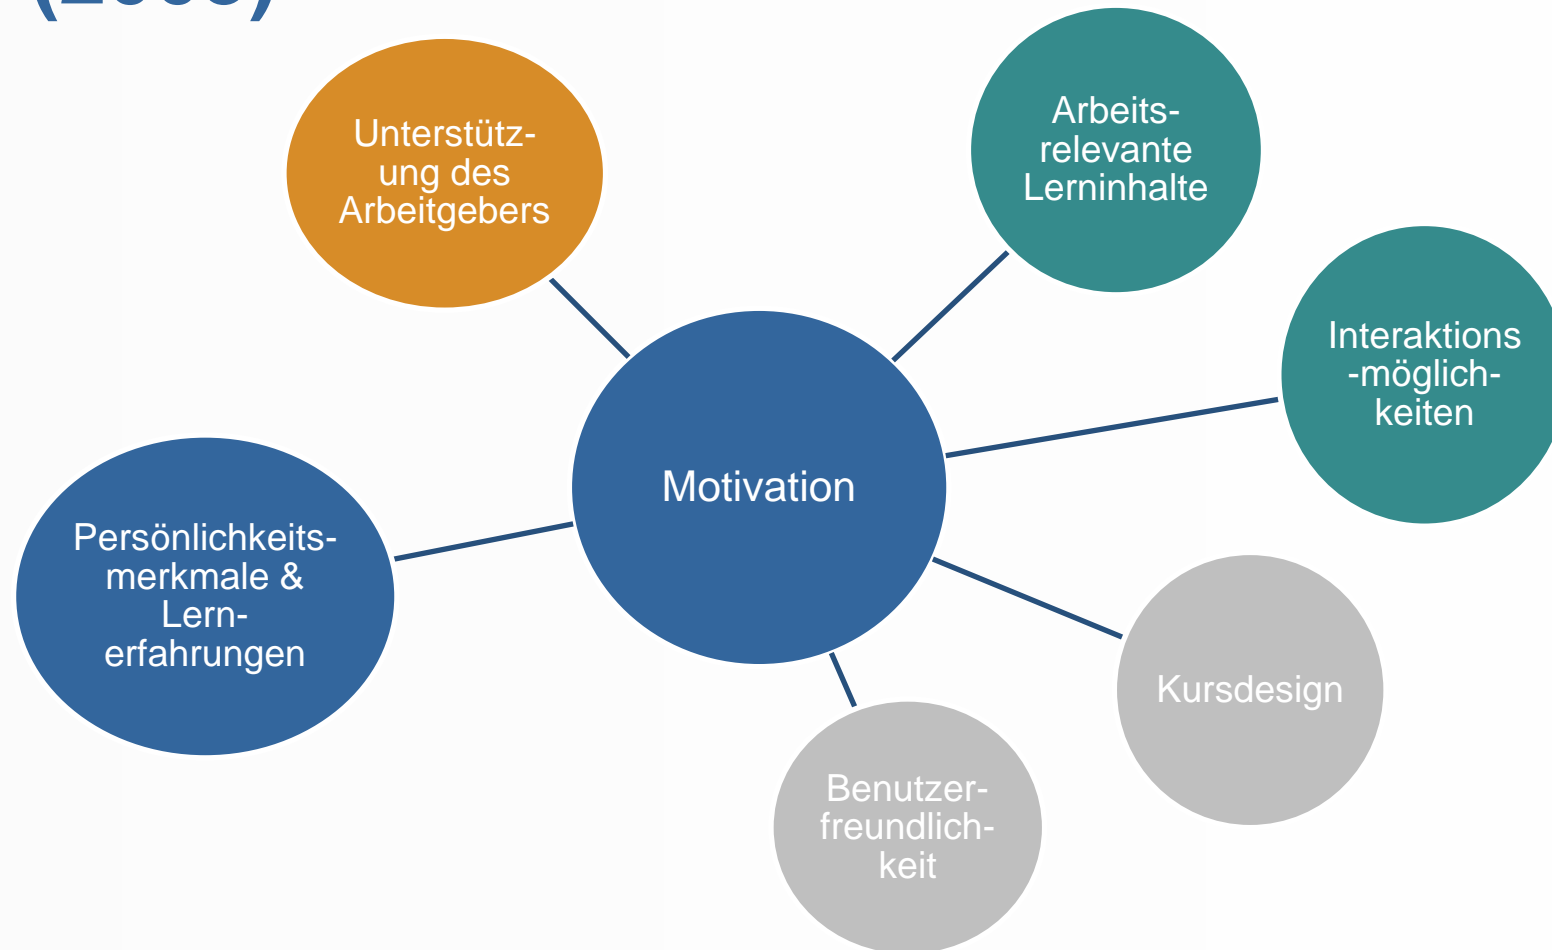 Unterstütz-
ung des
Arbeitgebers
Arbeits-
relevante
Lerninhalte
Interaktions
-möglich-
keiten
Motivation
Persönlichkeits-
merkmale &
Lern-
erfahrungen
Kursdesign
Benutzer-
freundlich-
keit